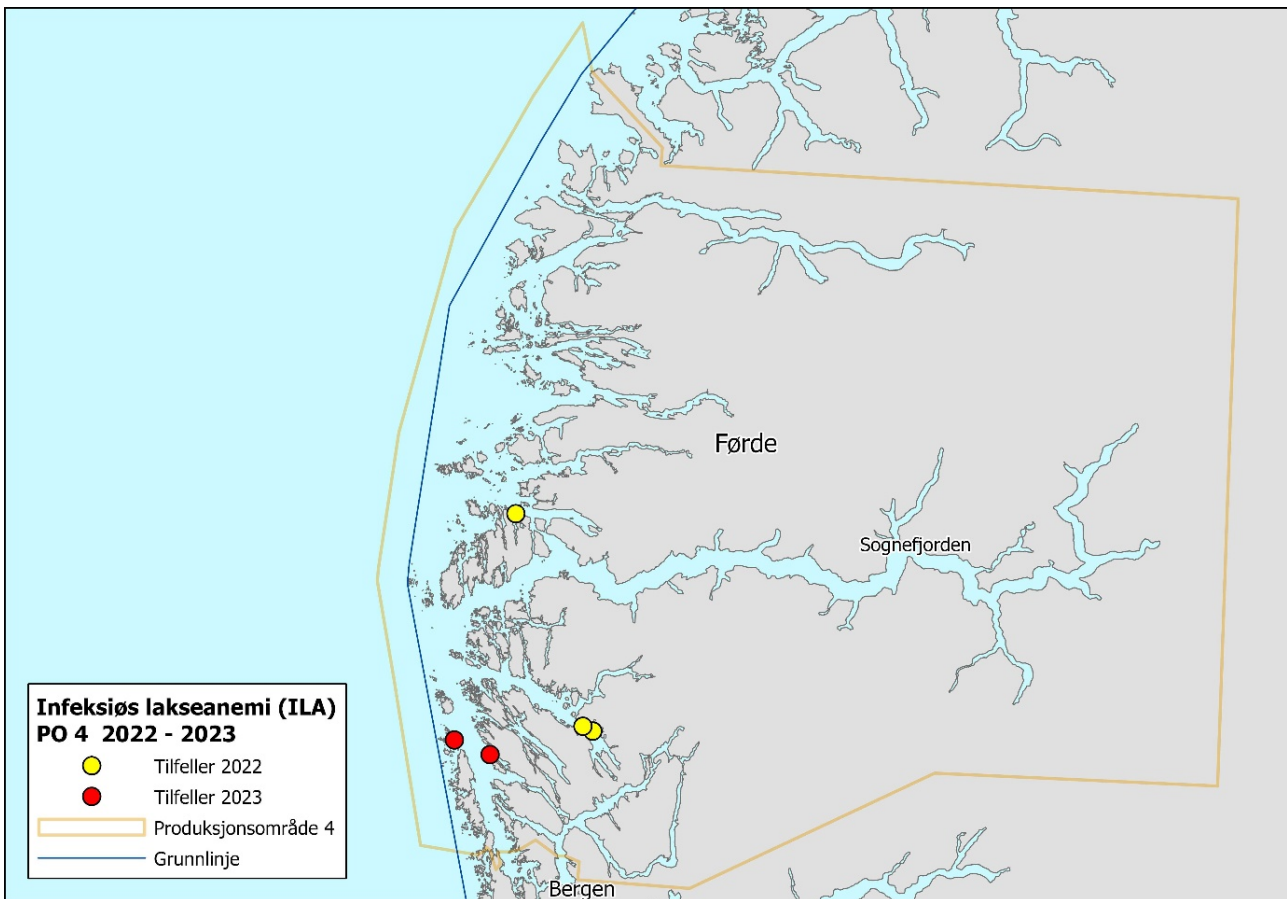 Førde
Sognefjorden
Infeksiøs lakseanemi (ILA)
PO 4 2022 - 2023
Tilfeller 2022
Tilfeller 2023
Produksjonsområde 4
Grunnlinje
Bergen